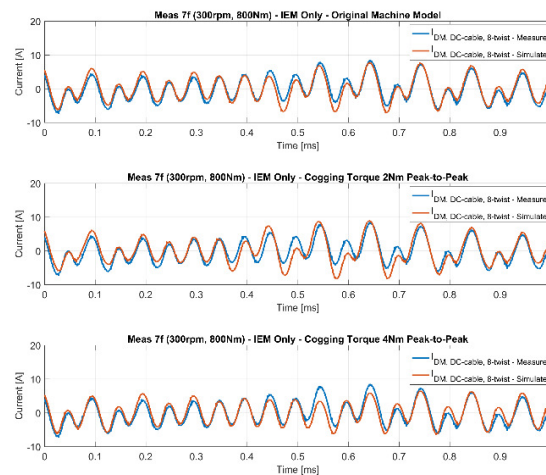 Meas 7f (300rpm, 800Nm) - IEM Only - Original Machine Model
20
10
0
-10
Current [A]
I DM. DC-cable, 8-twist - Measure
I DM. DC-cable, 8-twist - Simulate
0 0.1 0.2 0.3 0.4 0.5 0.6 0.7 0.8 0.9
Time [ms]
Meas 7f (300rpm, 800Nm) - IEM Only - Cogging Torque 2Nm Peak-to-Peak
20
10
0
-10
Current [A]
I DM. DC-cable, 8-twist - Measure
I DM. DC-cable, 8-twist - Simulate
0 0.1 0.2 0.3 0.4 0.5 0.6 0.7 0.8 0.9
Time [ms]
Meas 7f (300rpm, 800Nm) - IEM Only - Cogging Torque 4Nm Peak-to-Peak
20
10
0
-10
Current [A]
I DM. DC-cable, 8-twist - Measure
I DM. DC-cable, 8-twist - Simulate
0 0.1 0.2 0.3 0.4 0.5 0.6 0.7 0.8 0.9
Time [ms]